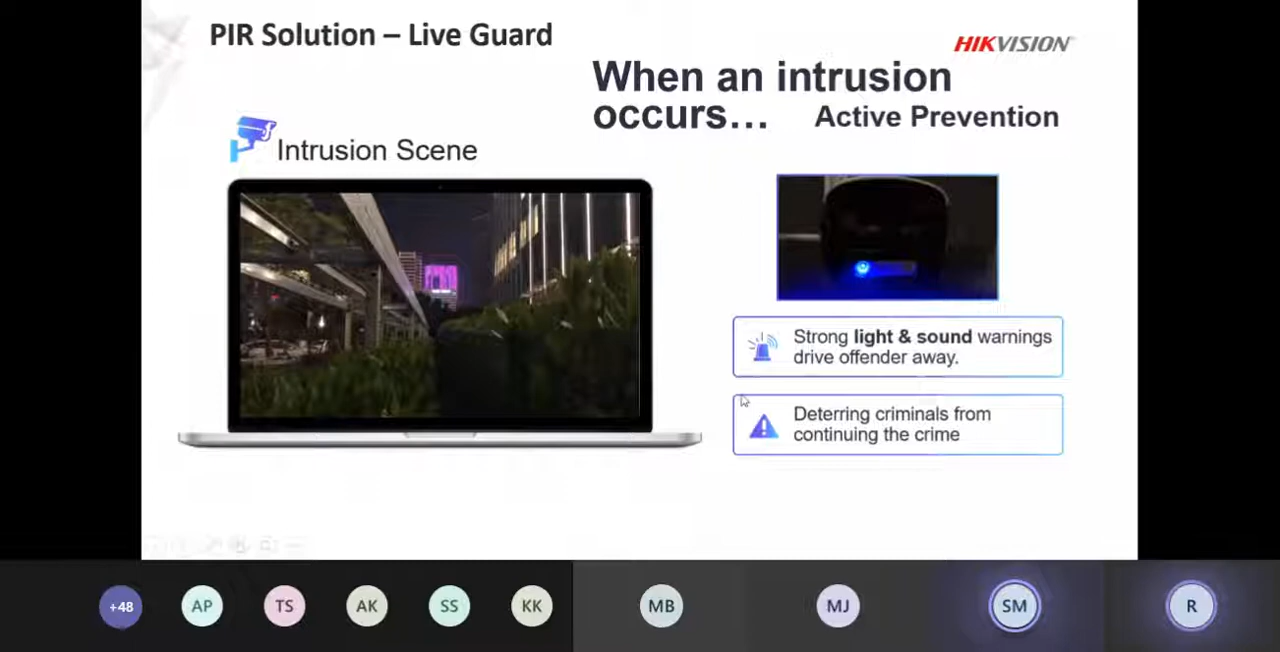 PIR Solution – Live Guard
HIKVISION
When an intrusion
occurs…
Active Prevention
Intrusion Scene
Strong light & sound warnings
drive offender away.
Deterring criminals from
continuing the crime
+48
AP
TS
AK
SS
KK
MB
MJ
SM
R